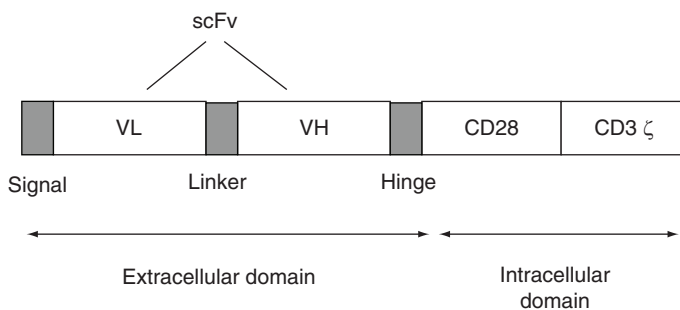 scFv
VL
VH
CD28
CD3 ζ
Signal
Linker
Hinge
Extracellular domain
Intracellular
domain